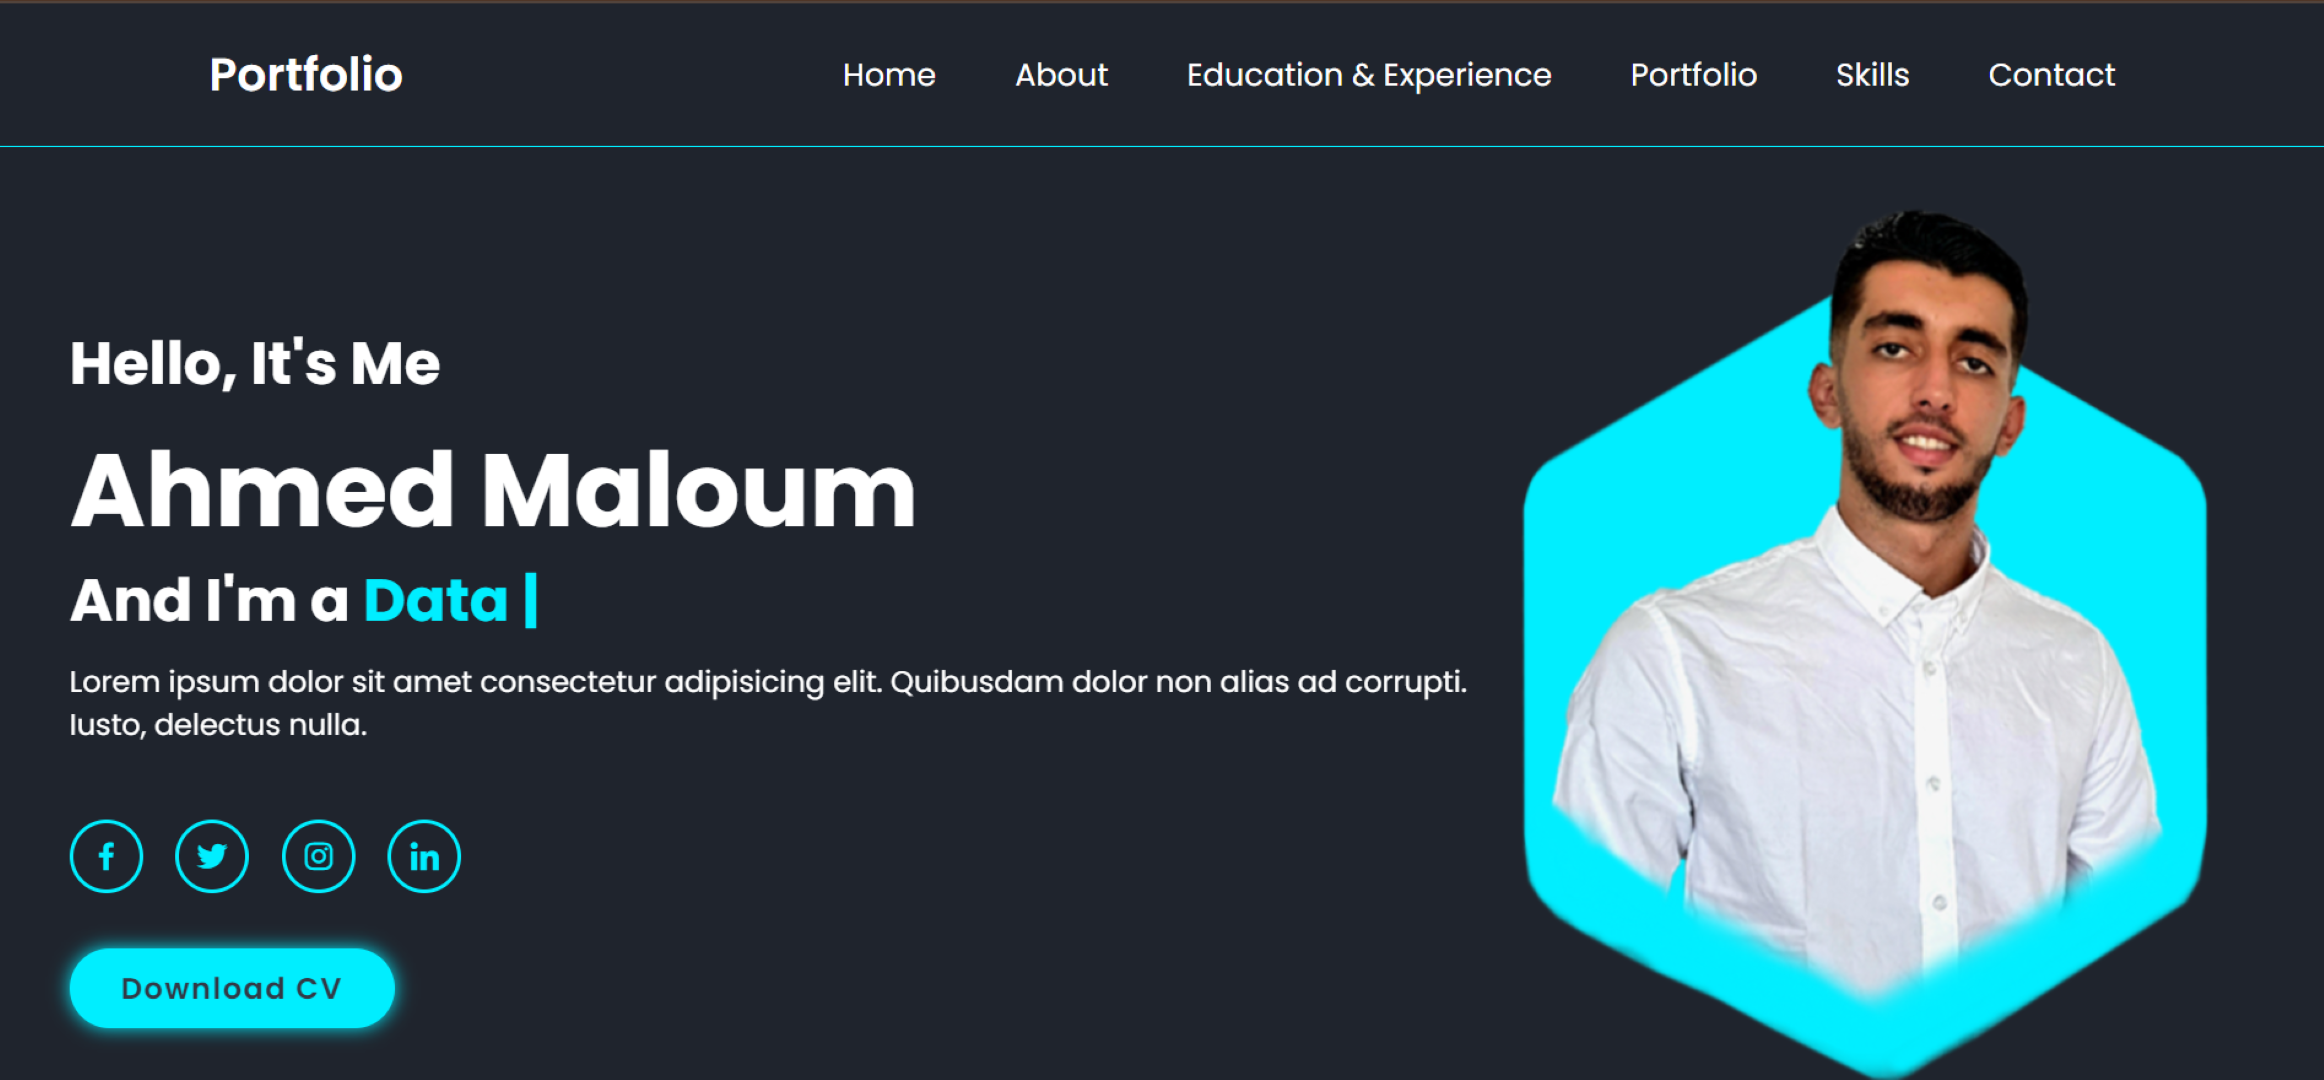 Portfolio
Home About Education & Experience Portfolio Skills Contact
Hello, It's Me
Ahmed Maloum
And I'm a Data |
Lorem ipsum dolor sit amet consectetur adipisicing elit. Quibusdam dolor non alias ad corrupti.
Iusto, delectus nulla.
Download CV